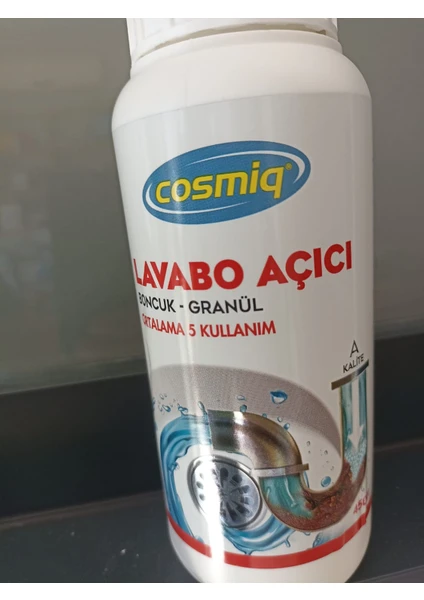 cosmiq
LAVABO AÇICI
BONCUK - GRANÜL
ORTALAMA 5 KULLANIM
A
KALİTE